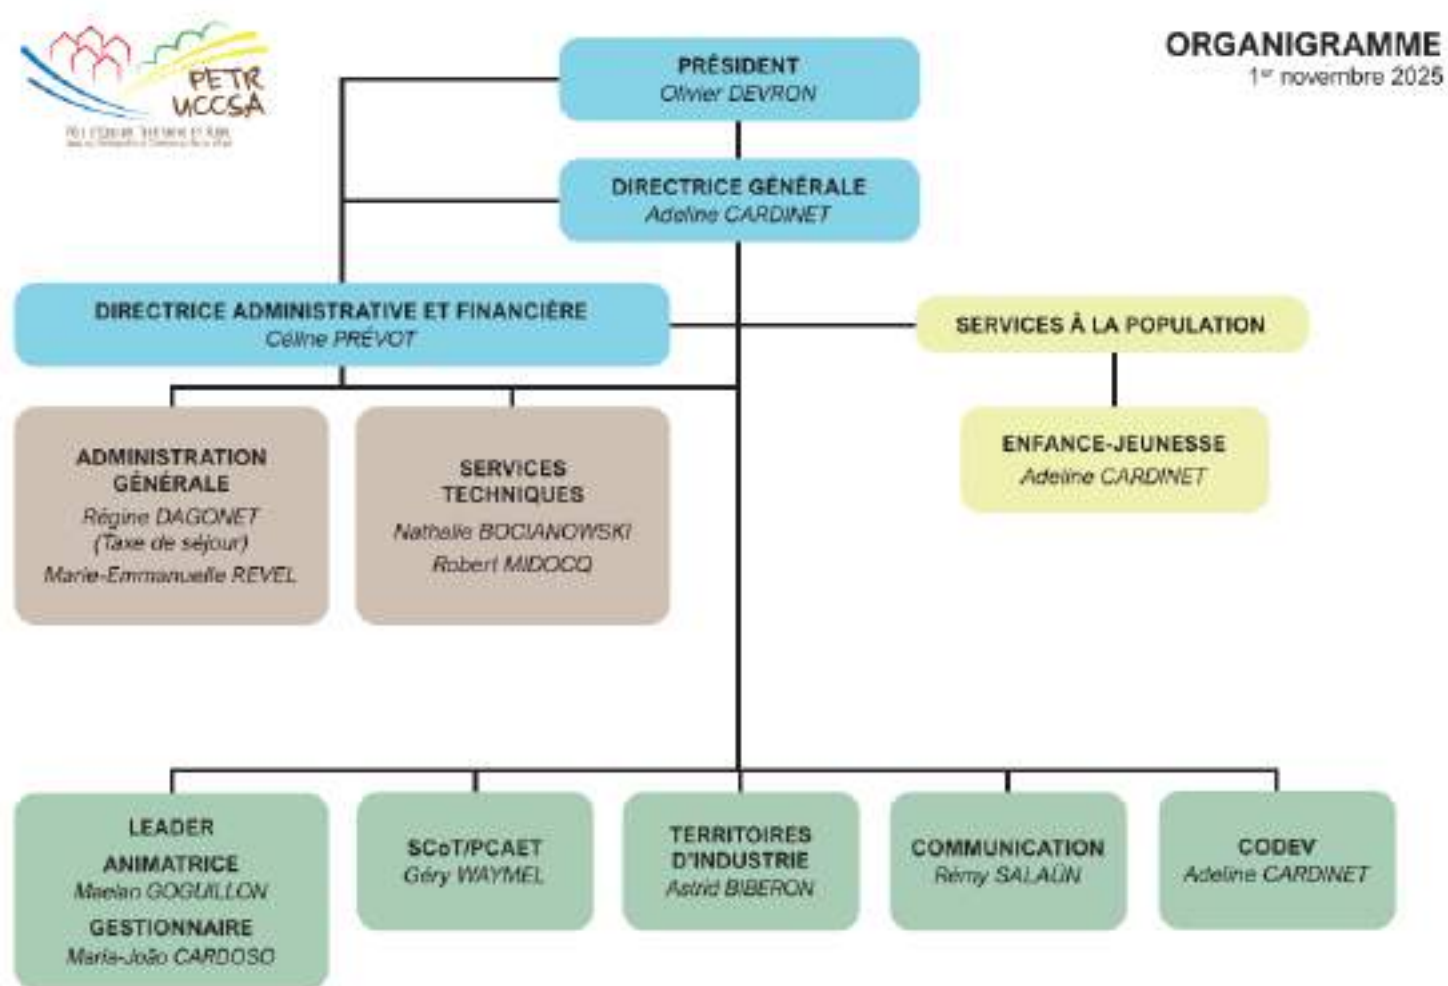 PETR
UCCSA
ORGANIGRAMME
1er novembre 2025
PRÉSIDENT
Olivier DEVRON
DIRECTRICE GÉNÉRALE
Adeline CARDINET
DIRECTRICE ADMINISTRATIVE ET FINANCIÈRE
Céline PRÉVOT
SERVICES À LA POPULATION
ADMINISTRATION
GÉNÉRALE
Régine DAGONET
(Taxe de séjour)
Marie-Emmanuelle REVEL
SERVICES
TECHNIQUES
Nathalie BOCIANOWSKI
Robert MIDOCQ
ENFANCE-JEUNESSE
Adeline CARDINET
LEADER
ANIMATRICE
Maelan GOGUILLON
GESTIONNAIRE
Maria-João CARDOSO
SCoT/PCAET
Géry WAYMEL
TERRITOIRES
D'INDUSTRIE
Astrid BIBERON
COMMUNICATION
Rémy SALAÜN
CODEV
Adeline CARDINET